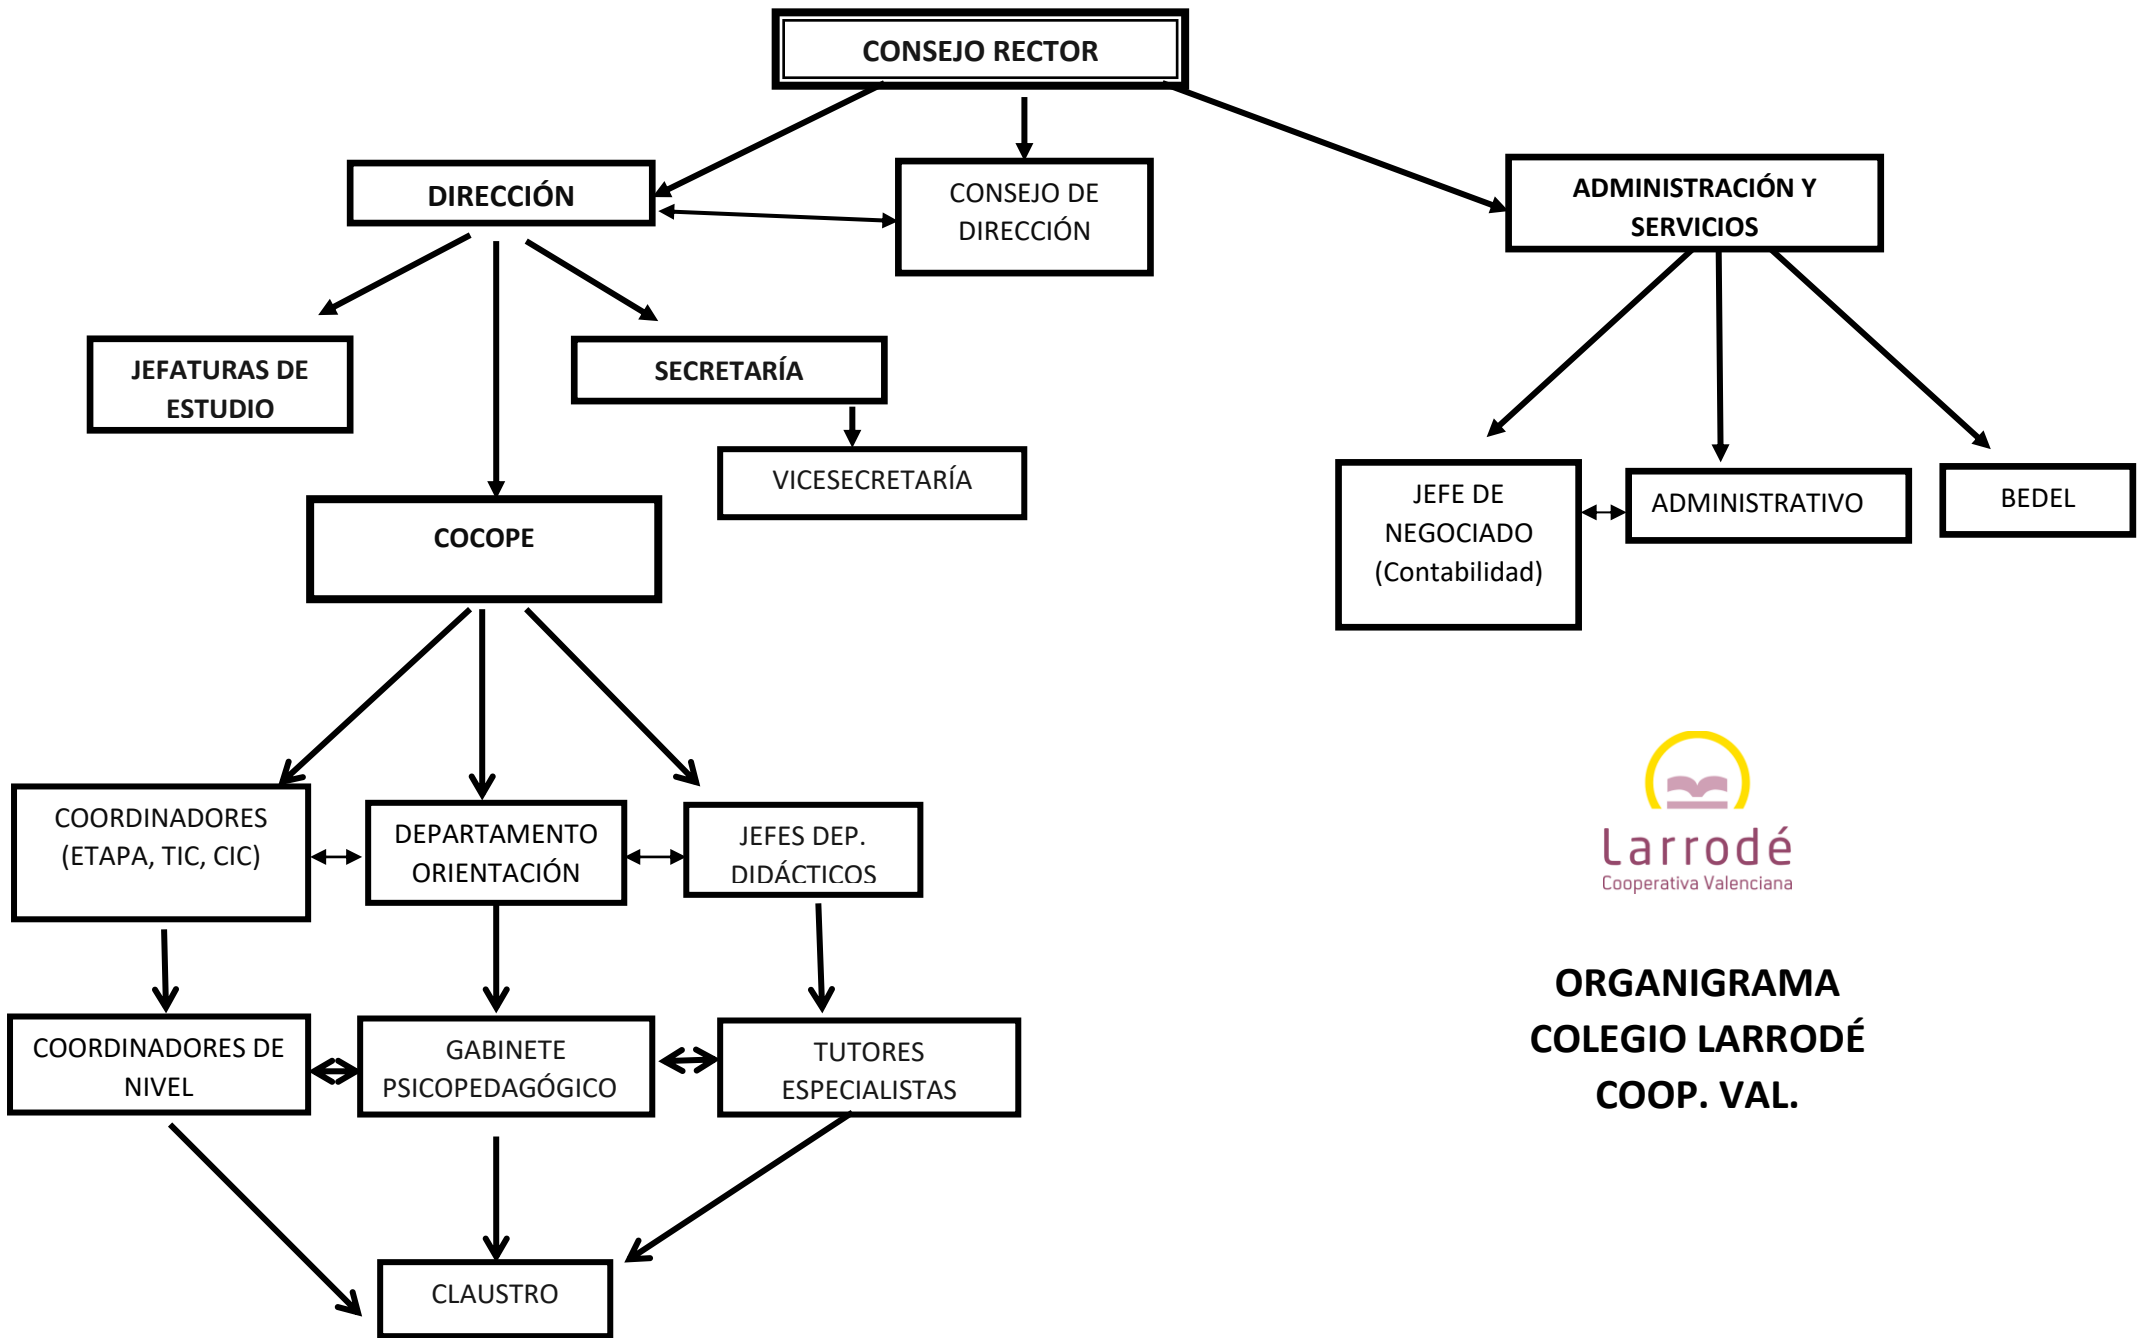 CONSEJO RECTOR
DIRECCIÓN
CONSEJO DE
DIRECCIÓN
ADMINISTRACIÓN Y
SERVICIOS
JEFATURAS DE
ESTUDIO
SECRETARÍA
VICESECRETARÍA
COCOPE
JEFE DE
NEGOCIADO
(Contabilidad)
ADMINISTRATIVO
BEDEL
COORDINADORES
(ETAPA, TIC, CIC)
DEPARTAMENTO
ORIENTACIÓN
JEFES DEP.
DIDÁCTICOS
COORDINADORES DE
NIVEL
GABINETE
PSICOPEDAGÓGICO
TUTORES
ESPECIALISTAS
CLAUSTRO
Larrodé
Cooperativa Valenciana
ORGANIGRAMA
COLEGIO LARRODÉ
COOP. VAL.